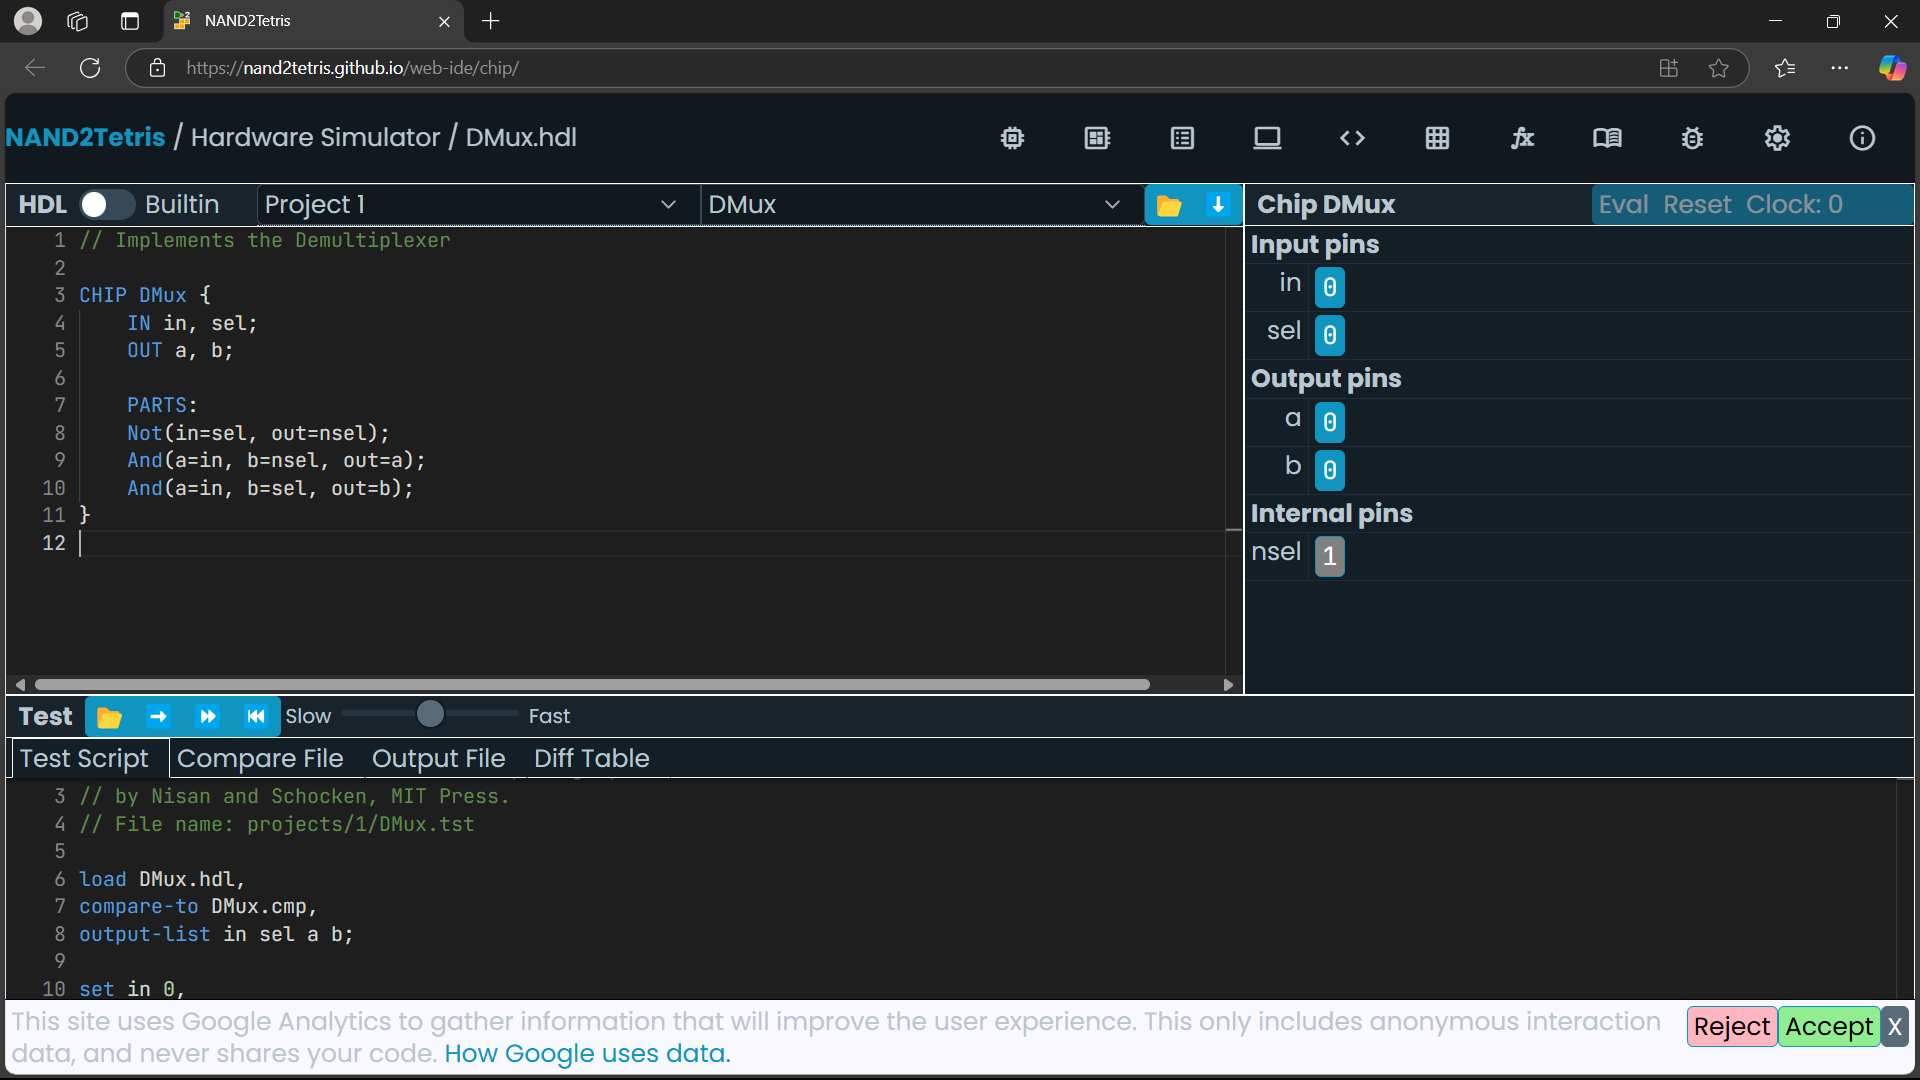 NAND2Tetris
https://nand2tetris.github.io/web-ide/chip/
NAND2Tetris / Hardware Simulator / DMux.hdl
HDL Builtin Project 1 DMux
1 // Implements the Demultiplexer
2
3 CHIP DMux {
4 IN in, sel;
5 OUT a, b;
6
7 PARTS:
8 Not(in=sel, out=nsel);
9 And(a=in, b=nsel, out=a);
10 And(a=in, b=sel, out=b);
11 }
12
Chip DMux Eval Reset Clock: 0
Input pins
in 0
sel 0
Output pins
a 0
b 0
Internal pins
nsel 1
Test Slow Fast
Test Script Compare File Output File Diff Table
3 // by Nisan and Schocken, MIT Press.
4 // File name: projects/1/DMux.tst
5
6 load DMux.hdl,
7 compare-to DMux.cmp,
8 output-list in sel a b;
9
10 set in 0,
This site uses Google Analytics to gather information that will improve the user experience. This only includes anonymous interaction
data, and never shares your code. How Google uses data.
Reject Accept X